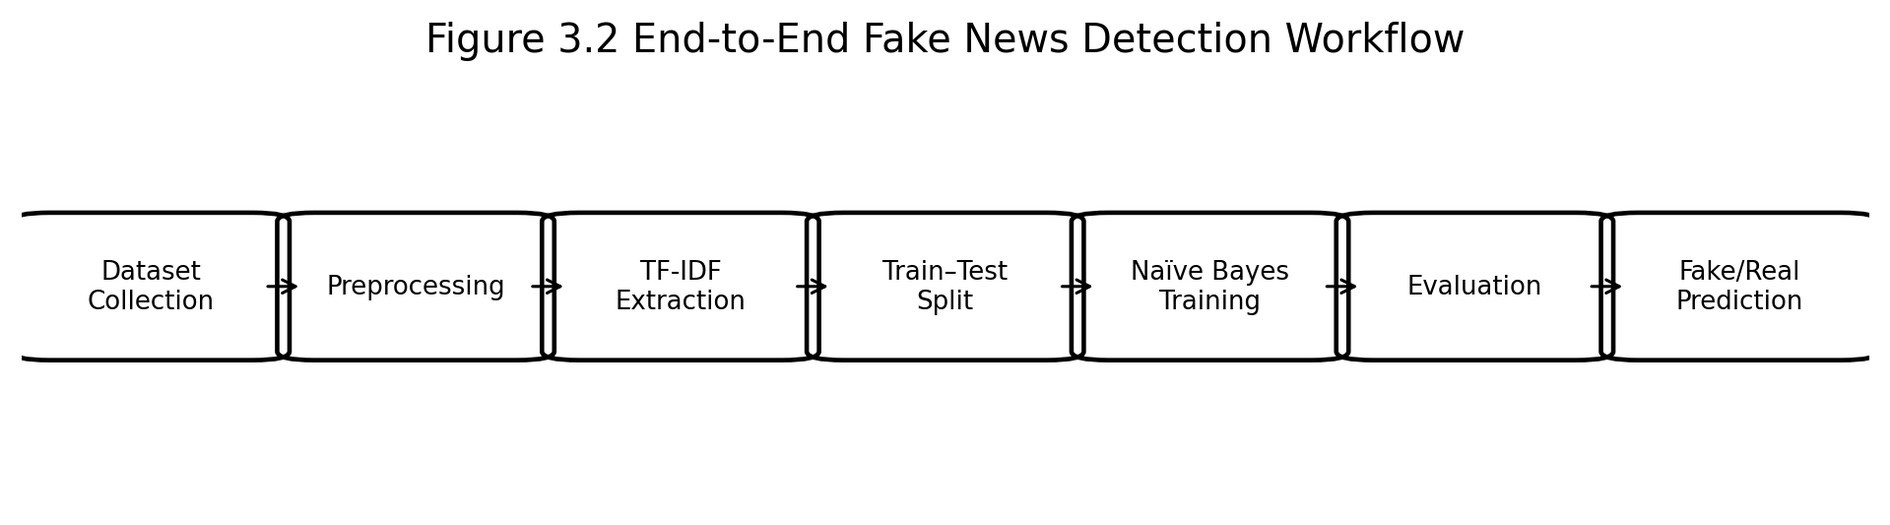 Figure 3.2 End-to-End Fake News Detection Workflow
Dataset
Collection
Preprocessing
TF-IDF
Extraction
Train–Test
Split
Naïve Bayes
Training
Evaluation
Fake/Real
Prediction